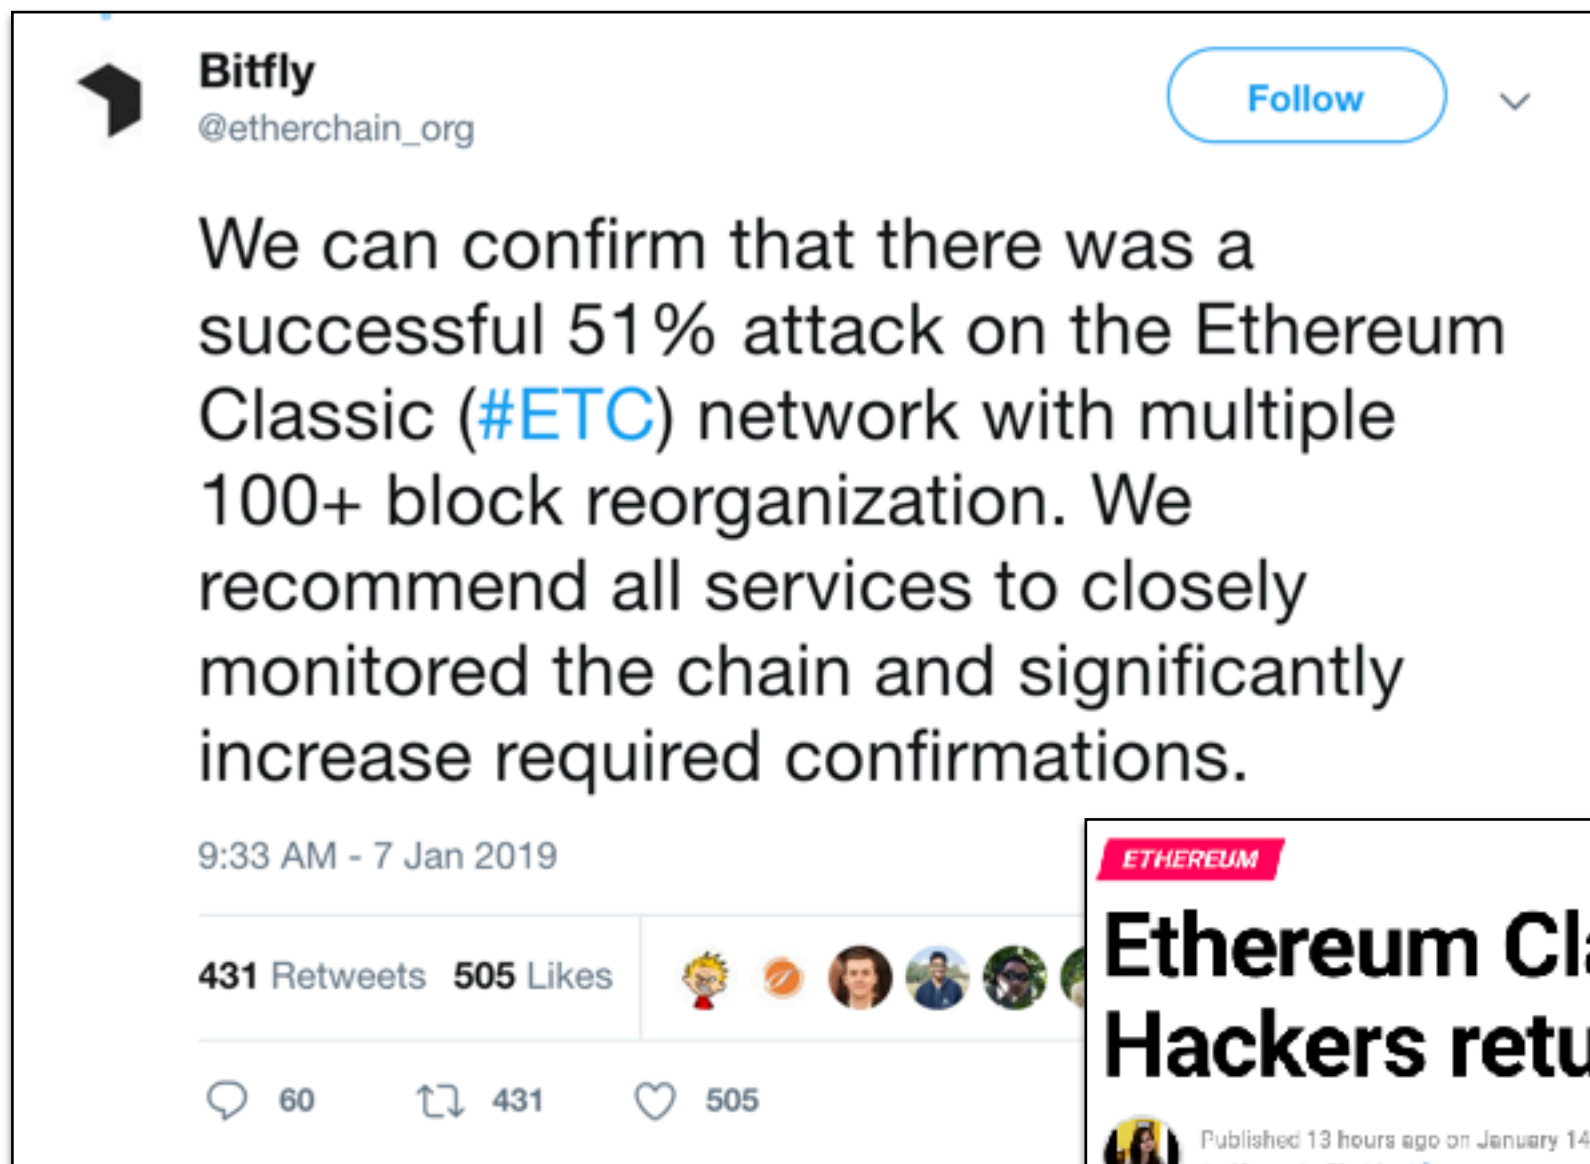 Bitfly
@etherchain_org
Follow
We can confirm that there was a
successful 51% attack on the Ethereum
Classic (#ETC) network with multiple
100+ block reorganization. We
recommend all services to closely
monitored the chain and significantly
increase required confirmations.
9:33 AM - 7 Jan 2019
431 Retweets 505 Likes
60 431 505
ETHEREUM
Ethereum Cla
Hackers retu
Published 13 hours ago on January 14